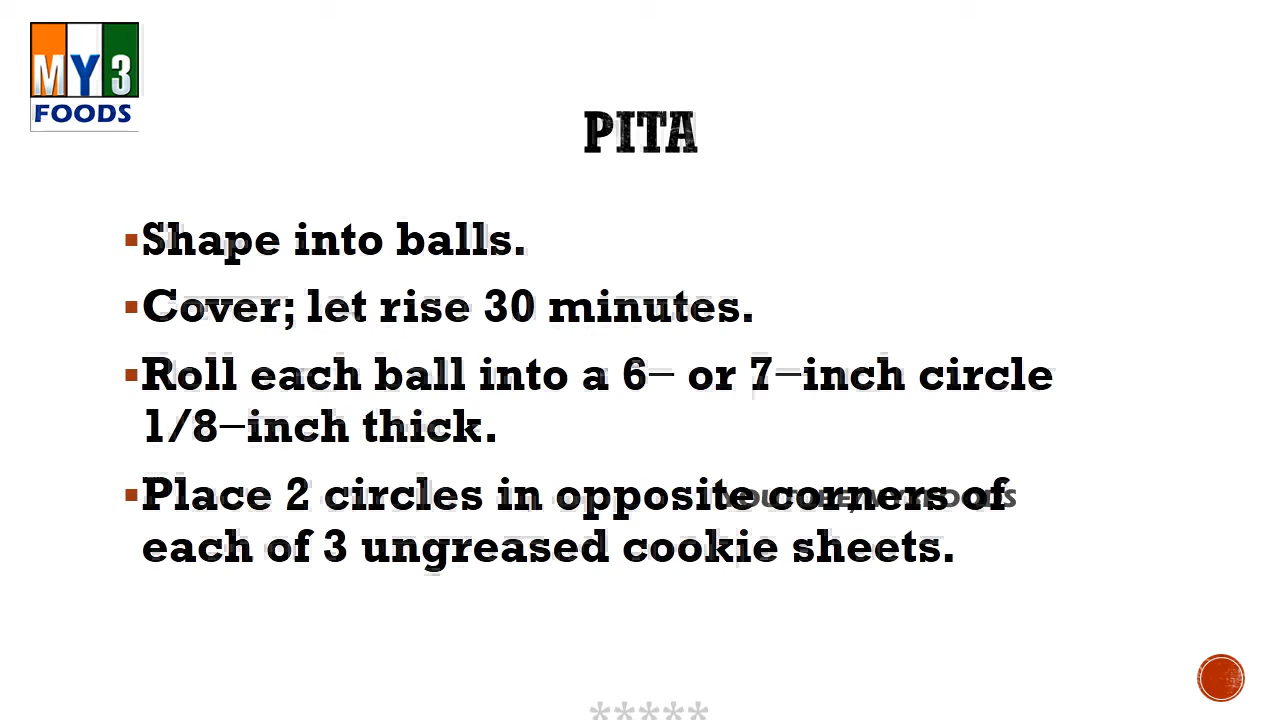 MY3
FOODS
PITA
▪Shape into balls.
▪Cover; let rise 30 minutes.
▪Roll each ball into a 6– or 7–inch circle
1/8–inch thick.
▪Place 2 circles in opposite corners of
each of 3 ungreased cookie sheets.
*****